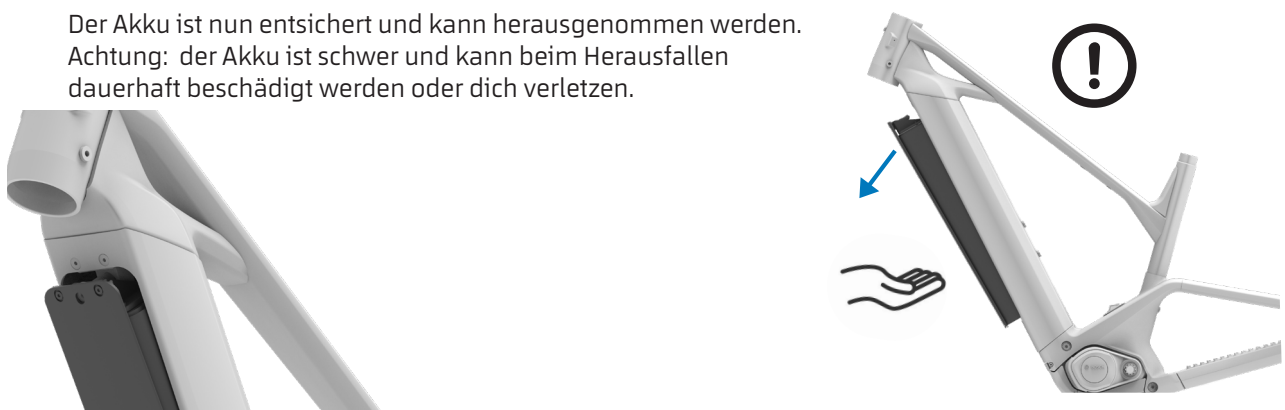 Der Akku ist nun entsichert und kann herausgenommen werden.
Achtung: der Akku ist schwer und kann beim Herausfallen
dauerhaft beschädigt werden oder dich verletzen.